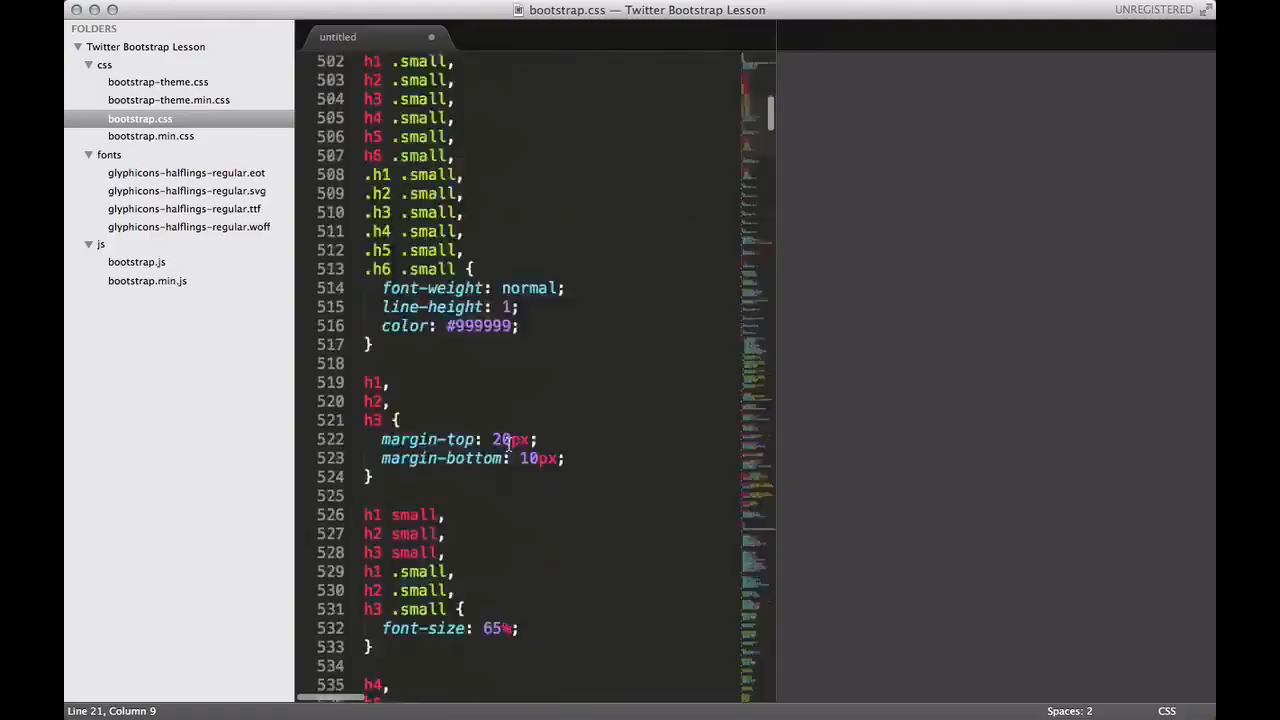 bootstrap.css — Twitter Bootstrap Lesson
UNREGISTERED
FOLDERS
Twitter Bootstrap Lesson
css
bootstrap-theme.css
bootstrap-theme.min.css
bootstrap.css
bootstrap.min.css
fonts
glyphicons-halflings-regular.eot
glyphicons-halflings-regular.svg
glyphicons-halflings-regular.ttf
glyphicons-halflings-regular.woff
js
bootstrap.js
bootstrap.min.js
untitled
502 h1 .small,
503 h2 .small,
504 h3 .small,
505 h4 .small,
506 h5 .small,
507 h6 .small,
508 .h1 .small,
509 .h2 .small,
510 .h3 .small,
511 .h4 .small,
512 .h5 .small,
513 .h6 .small {
514 font-weight: normal;
515 line-height: 1;
516 color: #999999;
517 }
518
519 h1,
520 h2,
521 h3 {
522 margin-top: 20px;
523 margin-bottom: 10px;
524 }
525
526 h1 small,
527 h2 small,
528 h3 small,
529 h1 .small,
530 h2 .small,
531 h3 .small {
532 font-size: 65%;
533 }
534
535 h4,
Line 21, Column 9
Spaces: 2
CSS